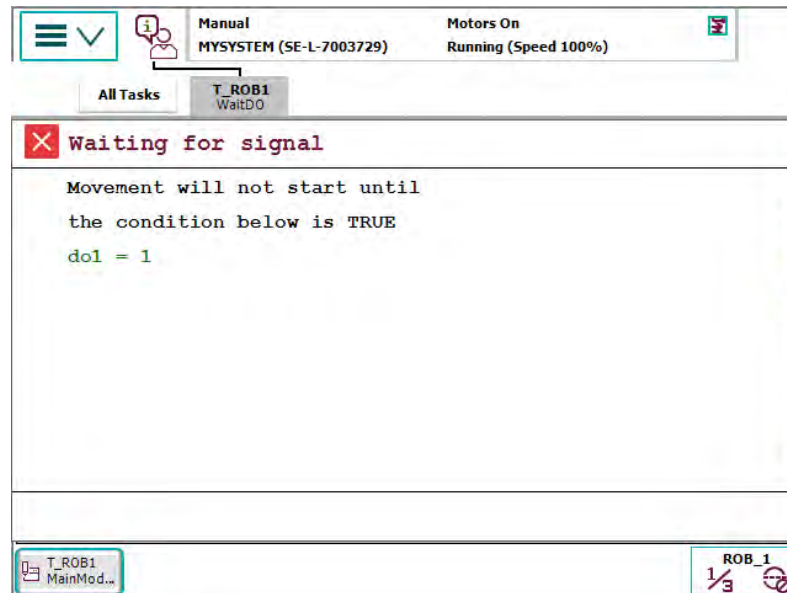 Manual
MYSYSTEM (SE-L-7003729)
Motors On
Running (Speed 100%)
All Tasks
T_ROB1
WaitDO
Waiting for signal
Movement will not start until
the condition below is TRUE
do1 = 1
T_ROB1
MainMod...
ROB_1
1/3